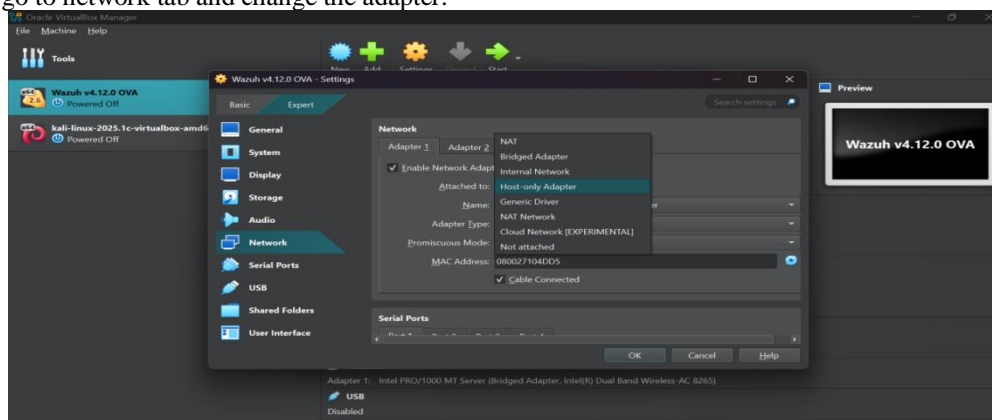 go to network tab and change the adapter.
Oracle VirtualBox Manager
File Machine Help
Tools
New Add Settings Discard Start
Wazuh v4.12.0 OVA
Powered Off
kali-linux-2025.1c-virtualbox-amd6
Powered Off
Wazuh v4.12.0 OVA - Settings
Basic Expert
Search settings
General
System
Display
Storage
Audio
Network
Serial Ports
USB
Shared Folders
User Interface
Network
Adapter 1 Adapter 2
Enable Network Adapt
Attached to:
Name:
Adapter Type:
Promiscuous Mode:
MAC Address: 080027104DD5
Cable Connected
NAT
Bridged Adapter
Internal Network
Host-only Adapter
Generic Driver
NAT Network
Cloud Network [EXPERIMENTAL]
Not attached
Serial Ports
OK Cancel Help
Preview
Wazuh v4.12.0 OVA
Adapter 1: Intel PRO/1000 MT Server (Bridged Adapter, Intel(R) Dual Band Wireless-AC 8265)
USB
Disabled